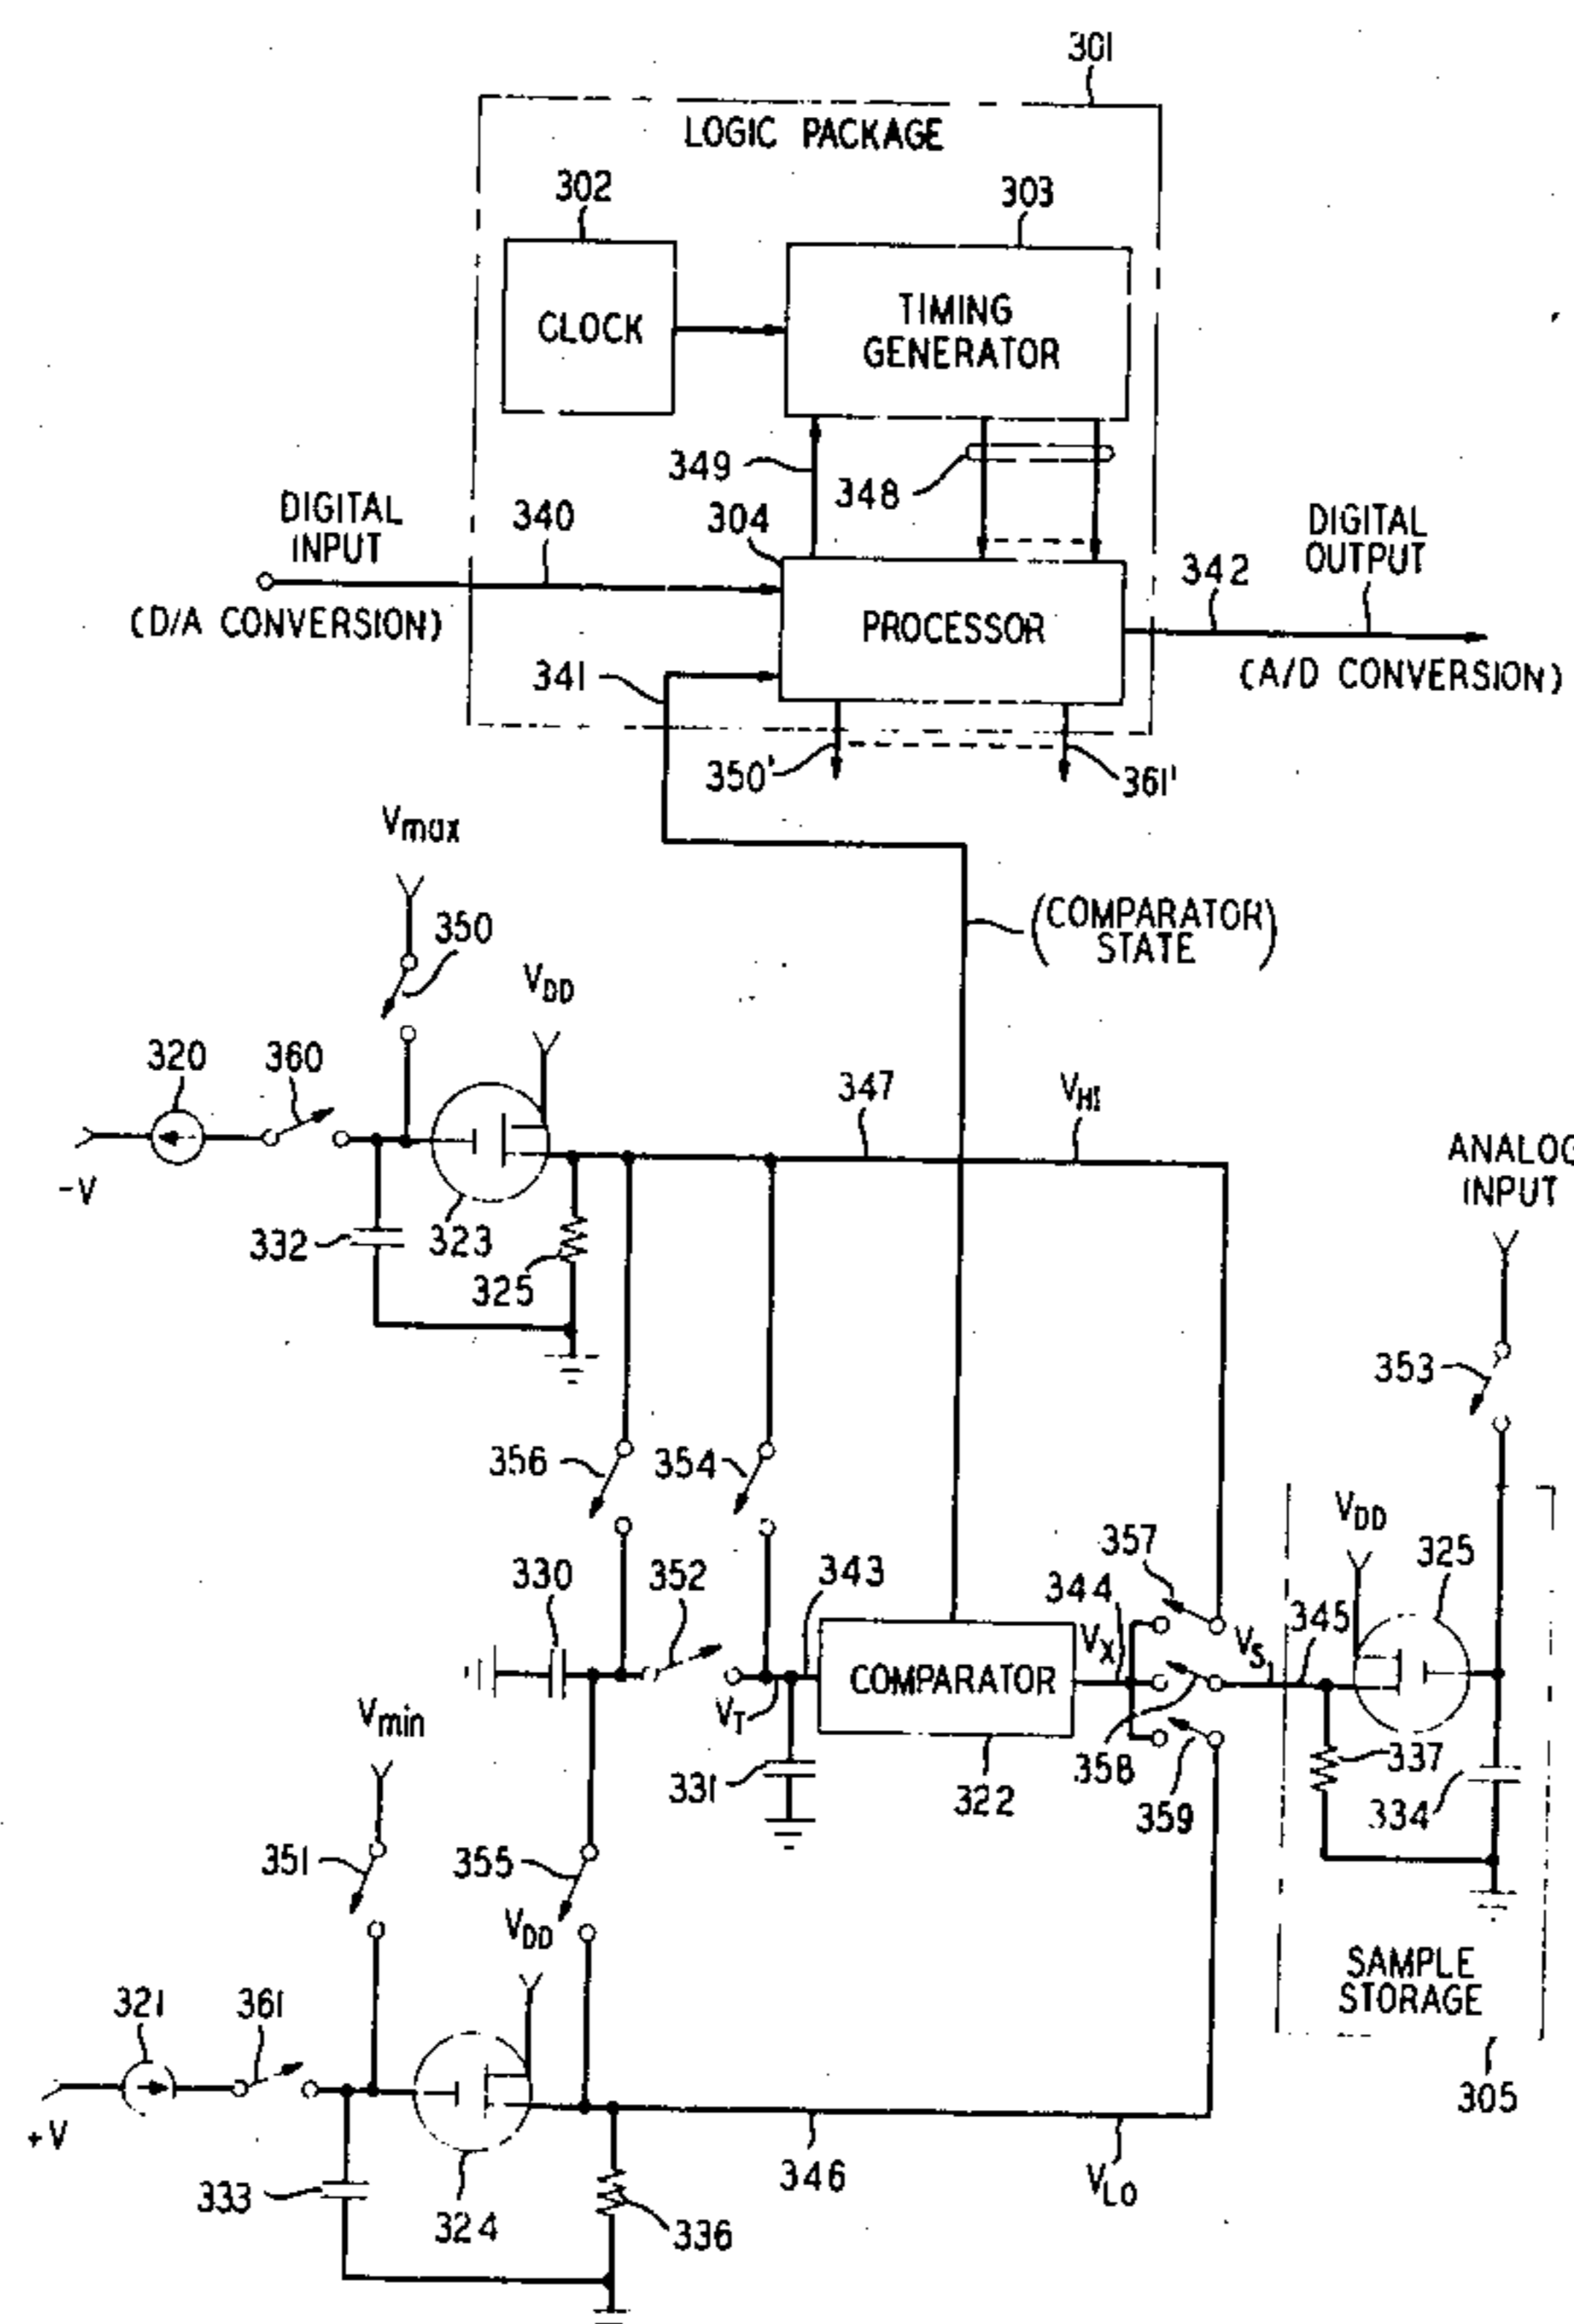 301
LOGIC PACKAGE
302
303
CLOCK
TIMING
GENERATOR
349
348
DIGITAL
INPUT
340
304
DIGITAL
OUTPUT
342
(D/A CONVERSION)
PROCESSOR
341
(A/D CONVERSION)
350'
361'
Vmax
(COMPARATOR
STATE)
350
VDD
320
360
347
VHI
ANALOG
INPUT
-V
332
323
325
353
356
354
VDD
325
357
330
352
343
344
345
VX
VS
COMPARATOR
Vmin
VT
337
358
331
322
359
334
351
355
VDD
SAMPLE
STORAGE
321
361
305
+V
346
VLO
333
324
336